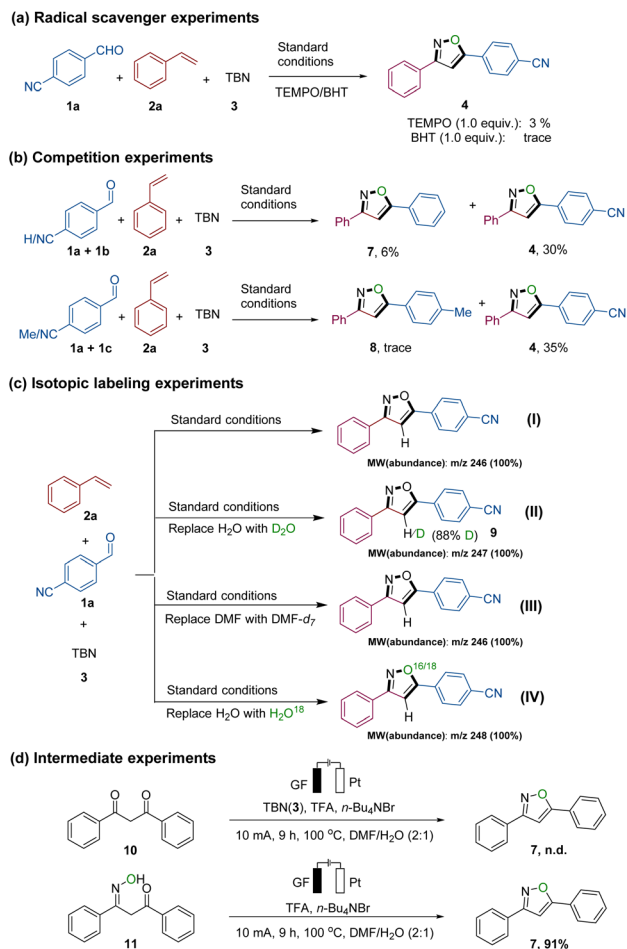 (a) Radical scavenger experiments
CHO
NC
1a
+
2a
+
TBN
3
Standard
conditions
TEMPO/BHT
N O
CN
4
TEMPO (1.0 equiv.): 3 %
BHT (1.0 equiv.): trace
(b) Competition experiments
O
H/NC
1a + 1b
+
2a
+
TBN
3
Standard
conditions
N O
Ph
7, 6%
+
N O
Ph
CN
4, 30%
O
Me/NC
1a + 1c
+
2a
+
TBN
3
Standard
conditions
N O
Ph
Me
8, trace
+
N O
Ph
CN
4, 35%
(c) Isotopic labeling experiments
2a
+
O
NC
1a
+
TBN
3
Standard conditions
N O
CN
H
(I)
MW(abundance): m/z 246 (100%)
Standard conditions
Replace H2O with D2O
N O
CN
H/D (88% D) 9
(II)
MW(abundance): m/z 247 (100%)
Standard conditions
Replace DMF with DMF-d7
N O
CN
H
(III)
MW(abundance): m/z 246 (100%)
Standard conditions
Replace H2O with H2O18
N O16/18
CN
H
(IV)
MW(abundance): m/z 248 (100%)
(d) Intermediate experiments
O O
10
GF Pt
TBN(3), TFA, n-Bu4NBr
10 mA, 9 h, 100 °C, DMF/H2O (2:1)
N O
7, n.d.
N OH O
11
GF Pt
TFA, n-Bu4NBr
10 mA, 9 h, 100 °C, DMF/H2O (2:1)
N O
7, 91%